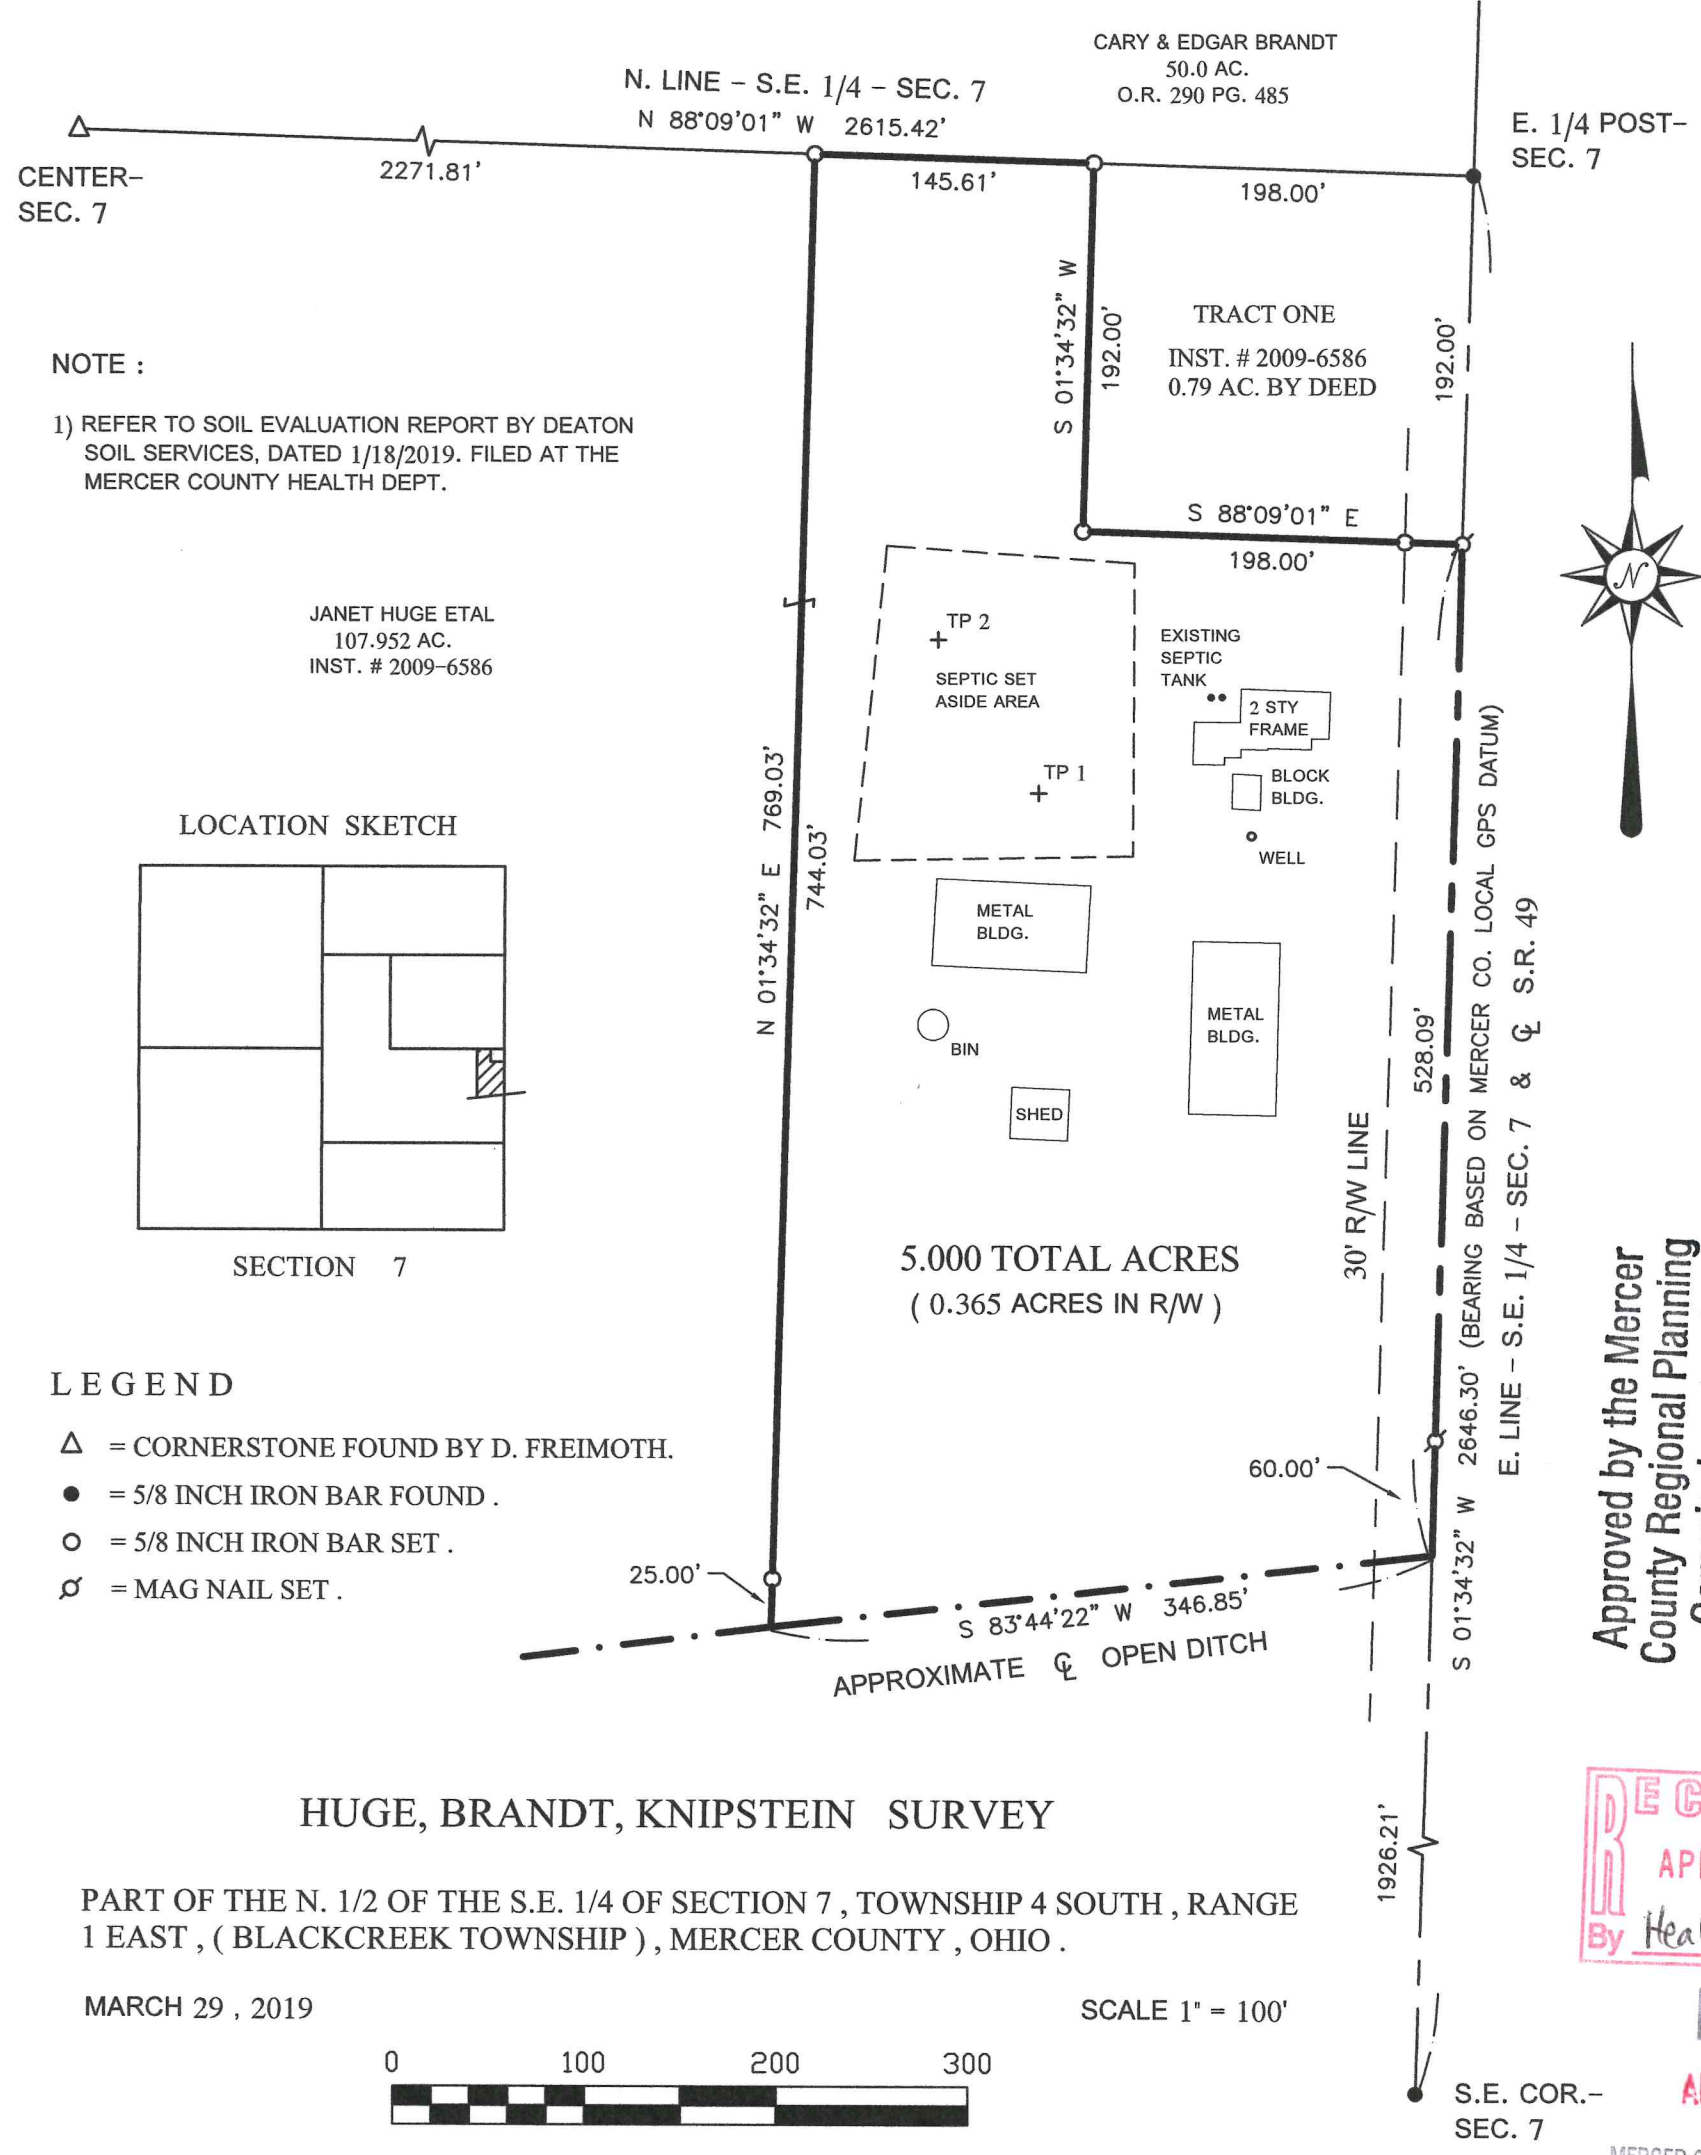 CARY & EDGAR BRANDT
50.0 AC.
O.R. 290 PG. 485
N. LINE – S.E. 1/4 – SEC. 7
N 88°09'01" W 2615.42'
E. 1/4 POST–
SEC. 7
CENTER–
SEC. 7
2271.81'
145.61'
198.00'
S 01°34'32" W
192.00'
TRACT ONE
INST. # 2009-6586
0.79 AC. BY DEED
192.00'
NOTE :
1) REFER TO SOIL EVALUATION REPORT BY DEATON
SOIL SERVICES, DATED 1/18/2019. FILED AT THE
MERCER COUNTY HEALTH DEPT.
S 88°09'01" E
198.00'
N
JANET HUGE ETAL
107.952 AC.
INST. # 2009-6586
TP 2
SEPTIC SET
ASIDE AREA
TP 1
EXISTING
SEPTIC
TANK
2 STY
FRAME
BLOCK
BLDG.
WELL
N 01°34'32" E 769.03'
744.03'
LOCATION SKETCH
SECTION 7
METAL
BLDG.
METAL
BLDG.
BIN
SHED
30' R/W LINE
528.09'
S 01°34'32" W 2646.30' (BEARING BASED ON MERCER CO. LOCAL GPS DATUM)
E. LINE – S.E. 1/4 – SEC. 7 & ℄ S.R. 49
5.000 TOTAL ACRES
( 0.365 ACRES IN R/W )
Approved by the Mercer
County Regional Planning
LEGEND
△ = CORNERSTONE FOUND BY D. FREIMOTH.
● = 5/8 INCH IRON BAR FOUND .
○ = 5/8 INCH IRON BAR SET .
= MAG NAIL SET .
60.00'
25.00'
S 83°44'22" W 346.85'
APPROXIMATE ℄ OPEN DITCH
1926.21'
HUGE, BRANDT, KNIPSTEIN SURVEY
PART OF THE N. 1/2 OF THE S.E. 1/4 OF SECTION 7 , TOWNSHIP 4 SOUTH , RANGE
1 EAST , ( BLACKCREEK TOWNSHIP ) , MERCER COUNTY , OHIO .
By
MARCH 29 , 2019
SCALE 1" = 100'
0 100 200 300
S.E. COR.–
SEC. 7